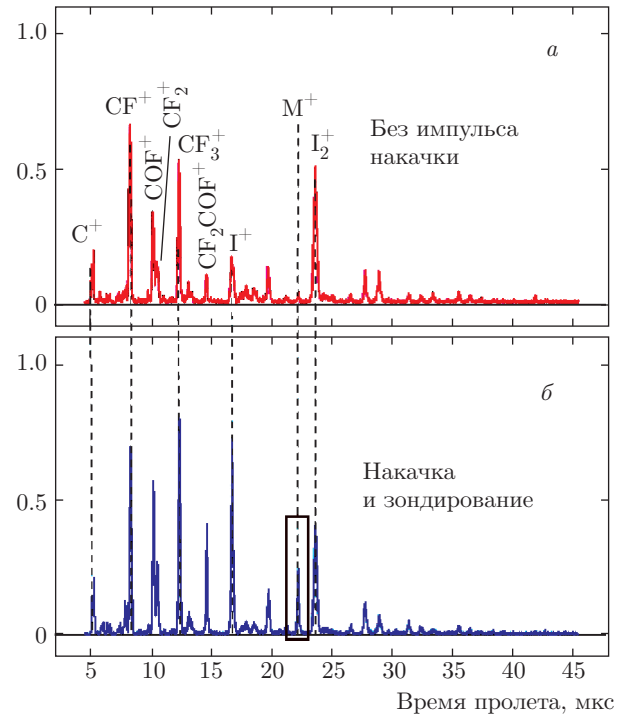 1.0
а
CF⁺
COF⁺
CF₂⁺
CF₃⁺
M⁺
I₂⁺
Без импульса
накачки
0.5
CF₂COF⁺
C⁺
I⁺
0
1.0
б
Накачка
и зондирование
0.5
0
5 10 15 20 25 30 35 40 45
Время пролета, мкс